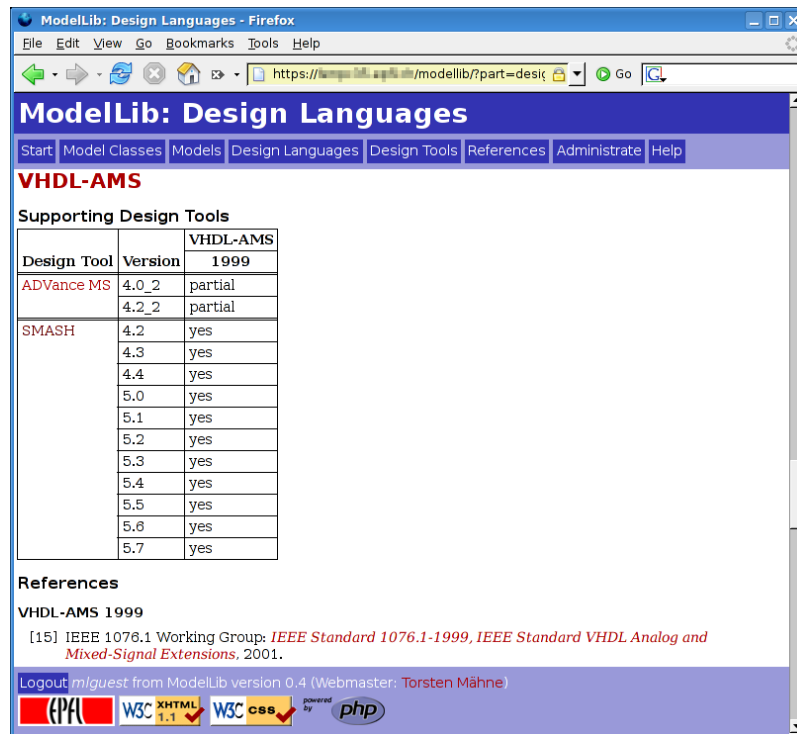 ModelLib: Design Languages - Firefox
File Edit View Go Bookmarks Tools Help
https:// /modellib/?part=desig Go G
ModelLib: Design Languages
Start Model Classes Models Design Languages Design Tools References Administrate Help
VHDL-AMS
Supporting Design Tools
VHDL-AMS
Design Tool Version 1999
ADVance MS 4.0_2 partial
4.2_2 partial
SMASH 4.2 yes
4.3 yes
4.4 yes
5.0 yes
5.1 yes
5.2 yes
5.3 yes
5.4 yes
5.5 yes
5.6 yes
5.7 yes
References
VHDL-AMS 1999
[15] IEEE 1076.1 Working Group: IEEE Standard 1076.1-1999, IEEE Standard VHDL Analog and
Mixed-Signal Extensions, 2001.
Logout mlguest from ModelLib version 0.4 (Webmaster: Torsten Mähne)
EPFL W3C XHTML 1.1 W3C css powered by php